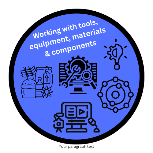 Working with tools,
equipment, materials
& components